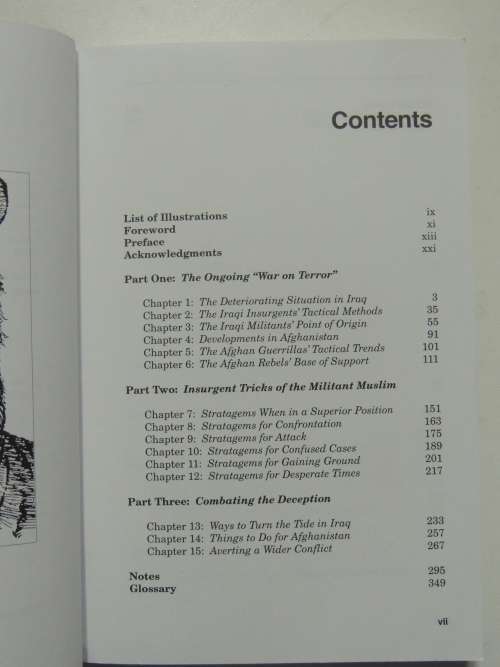 Contents
List of Illustrations ix
Foreword xi
Preface xiii
Acknowledgments xxi
Part One: The Ongoing “War on Terror”
Chapter 1: The Deteriorating Situation in Iraq 3
Chapter 2: The Iraqi Insurgents’ Tactical Methods 35
Chapter 3: The Iraqi Militants’ Point of Origin 55
Chapter 4: Developments in Afghanistan 91
Chapter 5: The Afghan Guerrillas’ Tactical Trends 101
Chapter 6: The Afghan Rebels’ Base of Support 111
Part Two: Insurgent Tricks of the Militant Muslim
Chapter 7: Stratagems When in a Superior Position 151
Chapter 8: Stratagems for Confrontation 163
Chapter 9: Stratagems for Attack 175
Chapter 10: Stratagems for Confused Cases 189
Chapter 11: Stratagems for Gaining Ground 201
Chapter 12: Stratagems for Desperate Times 217
Part Three: Combating the Deception
Chapter 13: Ways to Turn the Tide in Iraq 233
Chapter 14: Things to Do for Afghanistan 257
Chapter 15: Averting a Wider Conflict 267
Notes 295
Glossary 349
vii